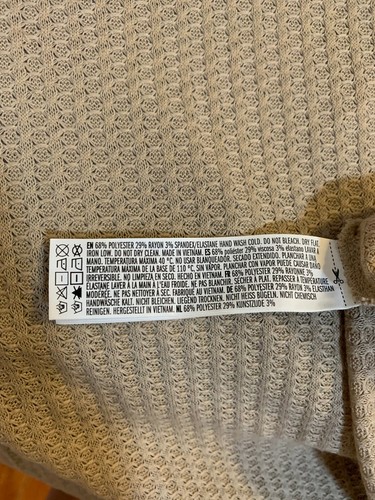 EN 68% POLYESTER 29% RAYON 3% SPANDEX/ELASTANE HAND WASH COLD. DO NOT BLEACH. DRY FLAT.
IRON LOW. DO NOT DRY CLEAN. MADE IN VIETNAM. ES 68% poliéster 29% viscosa 3% elastano LAVAR A
MANO. TEMPERATURA MÁXIMA 40 ºC. NO USAR BLANQUEADOR. SECADO EXTENDIDO. PLANCHAR A UNA
TEMPERATURA MÁXIMA DE LA BASE DE 110 ºC, SIN VAPOR. PLANCHAR CON VAPOR PUEDE CAUSAR DAÑO
IRREVERSIBLE. NO LIMPIEZA EN SECO. HECHO EN VIETNAM. FR 68% POLYESTER 29% RAYONNE 3%
ÉLASTANE LAVER À LA MAIN À L'EAU FROIDE. NE PAS BLANCHIR. SÉCHER À PLAT. REPASSER À TEMPÉRATURE
MODÉRÉE. NE PAS NETTOYER À SEC. FABRIQUÉ AU VIETNAM. DE 68% POLYESTER 29% RAYON 3% ELASTHAN
HANDWÄSCHE KALT. NICHT BLEICHEN. LIEGEND TROCKNEN. NICHT HEISS BÜGELN. NICHT CHEMISCH
REINIGEN. HERGESTELLT IN VIETNAM. NL 68% POLYESTER 29% KUNSTZIJDE 3%